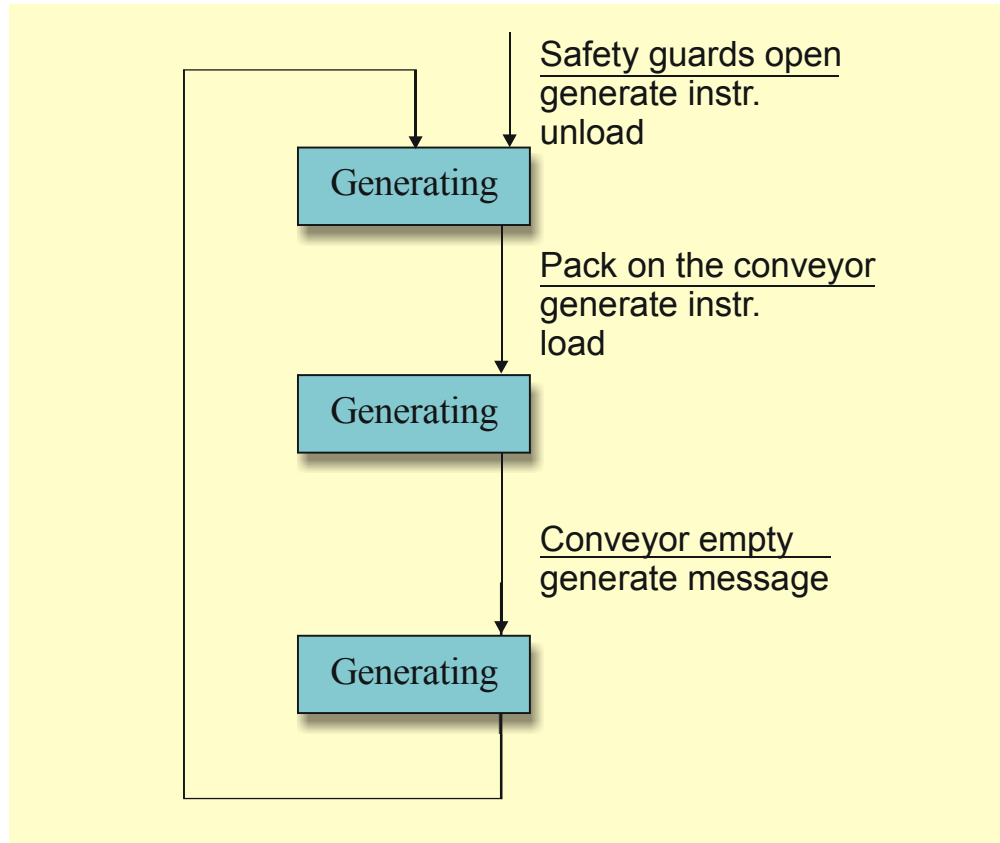 Safety guards open
generate instr.
unload
Generating
Pack on the conveyor
generate instr.
load
Generating
Conveyor empty
generate message
Generating